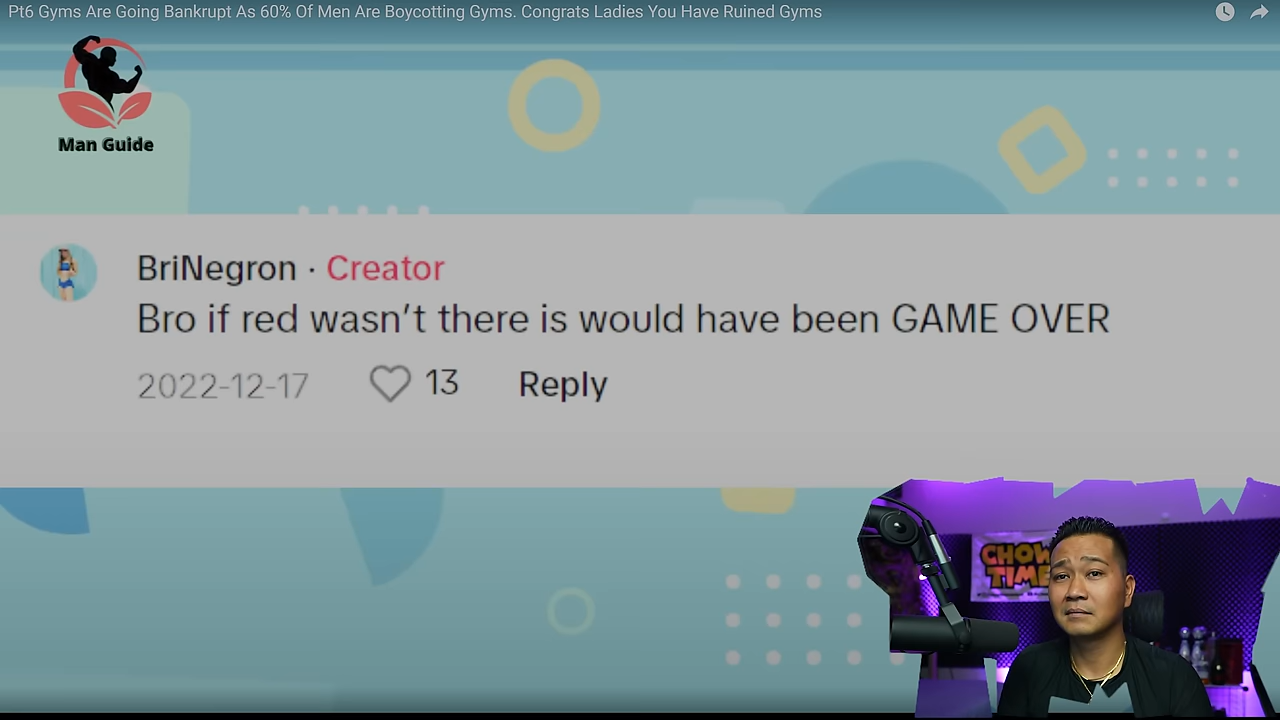 Pt6 Gyms Are Going Bankrupt As 60% Of Men Are Boycotting Gyms. Congrats Ladies You Have Ruined Gyms
Man Guide
BriNegron · Creator
Bro if red wasn't there is would have been GAME OVER
2022-12-17 13 Reply
CHOW
TIME